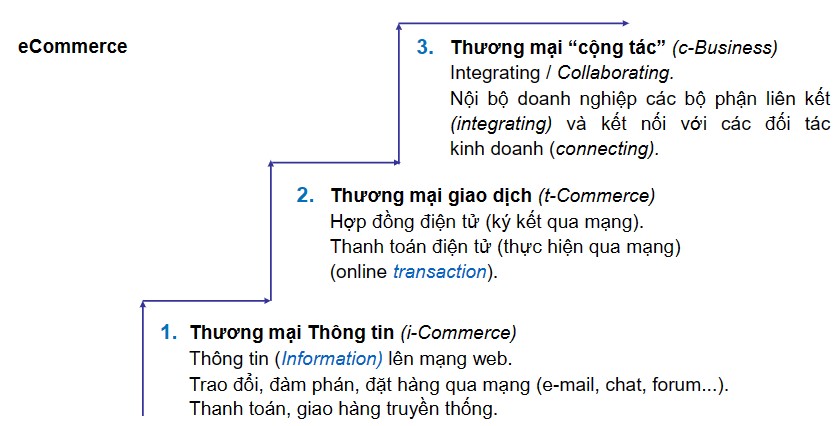 eCommerce
3. Thương mại “cộng tác” (c-Business)
Integrating / Collaborating.
Nội bộ doanh nghiệp các bộ phận liên kết
(integrating) và kết nối với các đối tác
kinh doanh (connecting).
2. Thương mại giao dịch (t-Commerce)
Hợp đồng điện tử (ký kết qua mạng).
Thanh toán điện tử (thực hiện qua mạng)
(online transaction).
1. Thương mại Thông tin (i-Commerce)
Thông tin (Information) lên mạng web.
Trao đổi, đàm phán, đặt hàng qua mạng (e-mail, chat, forum...).
Thanh toán, giao hàng truyền thống.